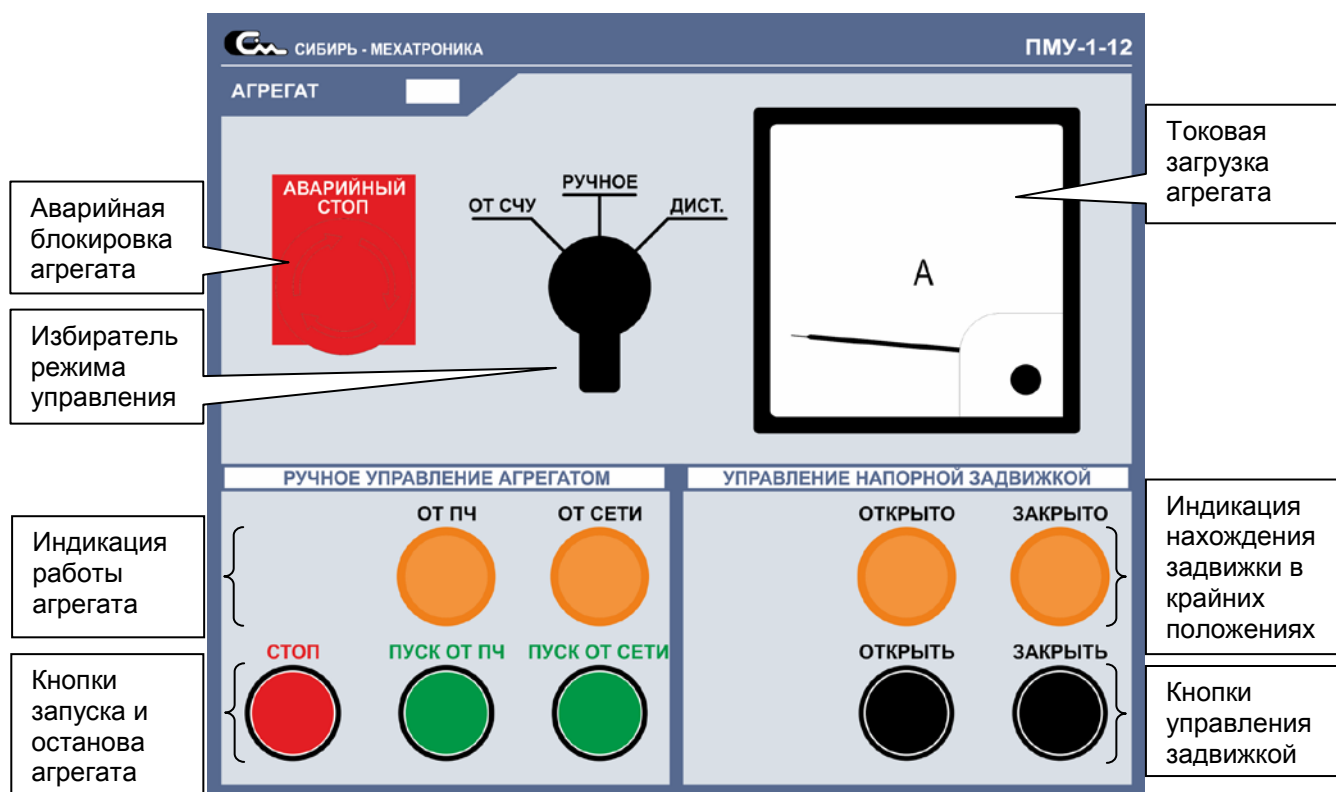 СИБИРЬ - МЕХАТРОНИКА
ПМУ-1-12
АГРЕГАТ
АВАРИЙНЫЙ
СТОП
ОТ СЧУ
РУЧНОЕ
ДИСТ.
A
Токовая
загрузка
агрегата
Аварийная
блокировка
агрегата
Избиратель
режима
управления
РУЧНОЕ УПРАВЛЕНИЕ АГРЕГАТОМ
УПРАВЛЕНИЕ НАПОРНОЙ ЗАДВИЖКОЙ
ОТ ПЧ
ОТ СЕТИ
ОТКРЫТО
ЗАКРЫТО
Индикация
работы
агрегата
Индикация
нахождения
задвижки в
крайних
положениях
СТОП
ПУСК ОТ ПЧ
ПУСК ОТ СЕТИ
ОТКРЫТЬ
ЗАКРЫТЬ
Кнопки
запуска и
останова
агрегата
Кнопки
управления
задвижкой